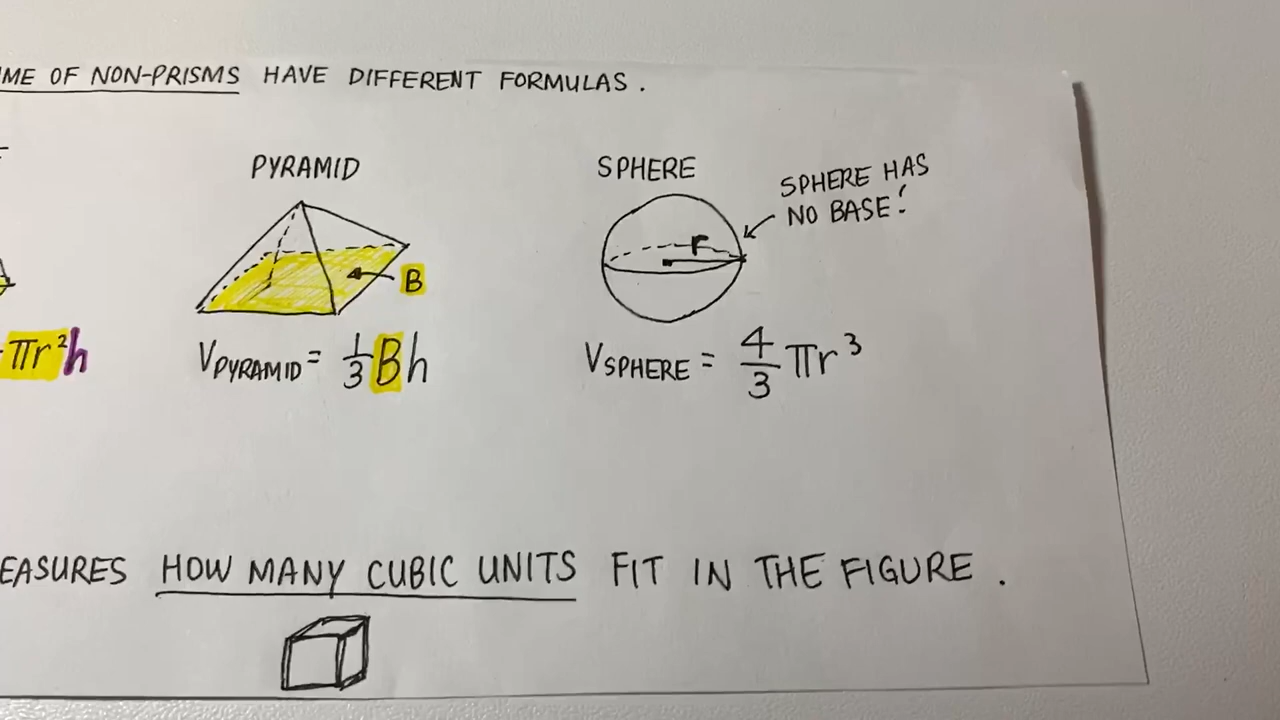 ME OF NON-PRISMS HAVE DIFFERENT FORMULAS.
PYRAMID
B
VPYRAMID = 1/3 Bh
SPHERE
SPHERE HAS
NO BASE!
r
VSPHERE = 4/3 πr³
πr²h
EASURES HOW MANY CUBIC UNITS FIT IN THE FIGURE.